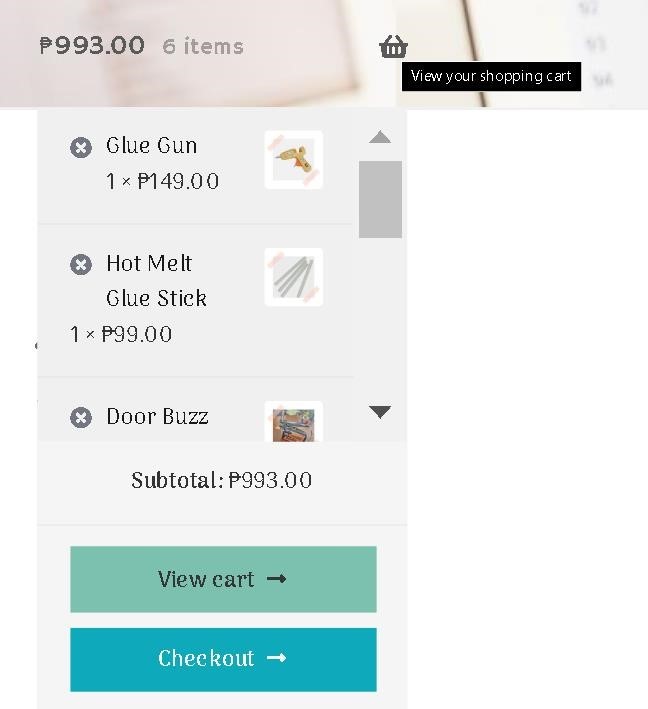 ₱993.00 6 items
View your shopping cart
Glue Gun
1 × ₱149.00
Hot Melt
Glue Stick
1 × ₱99.00
Door Buzz
Subtotal: ₱993.00
View cart →
Checkout →